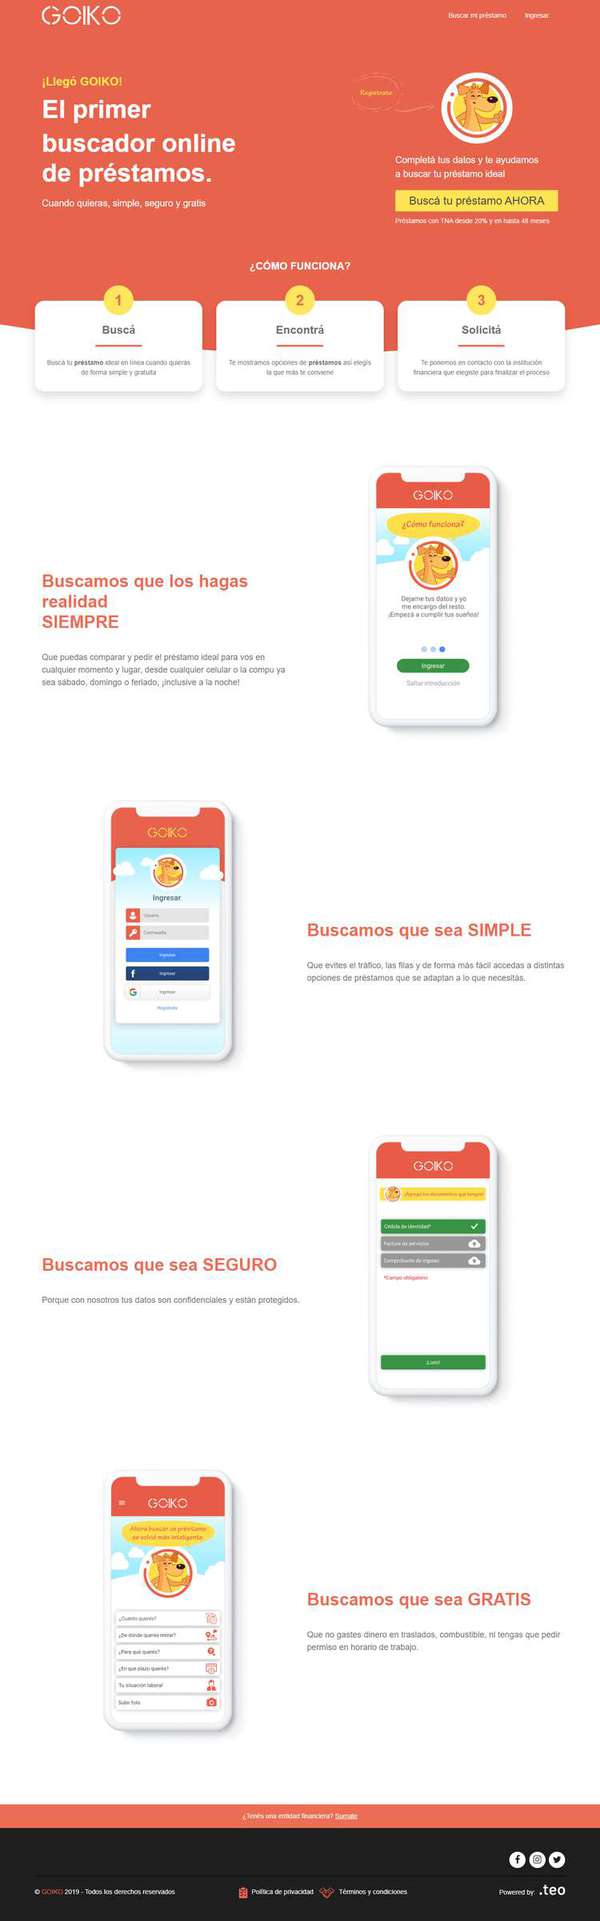 GOIKO
Buscar mi préstamo
Ingresar
¡Llegó GOIKO!
El primer
buscador online
de préstamos.
Cuando quieras, simple, seguro y gratis
Registrate
Completá tus datos y te ayudamos
a buscar tu préstamo ideal
Buscá tu préstamo AHORA
Préstamos con TNA desde 20% y en hasta 48 meses
¿CÓMO FUNCIONA?
1
Buscá
Buscá tu préstamo ideal en línea cuando quieras
de forma simple y gratuita
2
Encontrá
Te mostramos opciones de préstamos así elegís
la que más te conviene
3
Solicitá
Te ponemos en contacto con la institución
financiera que elegiste para finalizar el proceso
Buscamos que los hagas
realidad
SIEMPRE
Que puedas comparar y pedir el préstamo ideal para vos en
cualquier momento y lugar, desde cualquier celular o la compu ya
sea sábado, domingo o feriado, ¡inclusive a la noche!
GOIKO
¿Cómo funciona?
Dejame tus datos y yo
me encargo del resto.
¡Empezá a cumplir tus sueños!
Ingresar
Saltar introducción
GOIKO
Ingresar
Usuario
Contraseña
Ingresar
Ingresar
Ingresar
Registrate
Buscamos que sea SIMPLE
Que evites el tráfico, las filas y de forma más fácil accedas a distintas
opciones de préstamos que se adaptan a lo que necesitás.
Buscamos que sea SEGURO
Porque con nosotros tus datos son confidenciales y están protegidos.
GOIKO
¡Agregá los documentos que tengas!
Cédula de Identidad*
Factura de servicios
Comprobante de ingreso
*Campo obligatorio
¡Listo!
GOIKO
Ahora buscar un préstamo
se volvió más inteligente.
¿Cuánto querés?
¿De dónde querés retirar?
¿Para qué querés?
¿En qué plazo querés?
Tu situación laboral
Subir foto
Buscamos que sea GRATIS
Que no gastes dinero en traslados, combustible, ni tengas que pedir
permiso en horario de trabajo.
¿Tenés una entidad financiera? Sumate
© GOIKO 2019 - Todos los derechos reservados
Política de privacidad
Términos y condiciones
Powered by: .teo